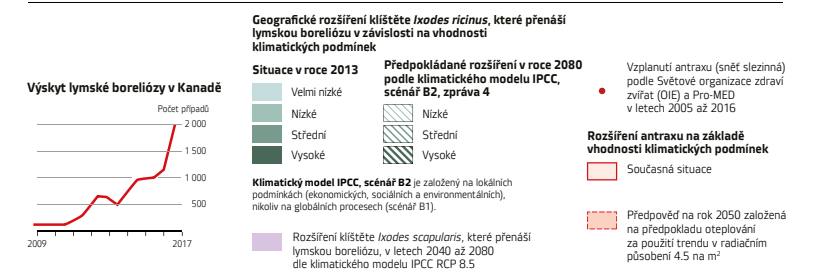 Výskyt lymské boreliózy v Kanadě
Počet případů
2 000
1 500
1 000
500
2009
2017
Geografické rozšíření klíštěte Ixodes ricinus, které přenáší
lymskou boreliózu v závislosti na vhodnosti
klimatických podmínek
Situace v roce 2013
Velmi nízké
Nízké
Střední
Vysoké
Předpokládané rozšíření v roce 2080
podle klimatického modelu IPCC,
scénář B2, zpráva 4
Nízké
Střední
Vysoké
Klimatický model IPCC, scénář B2 je založený na lokálních
podmínkách (ekonomických, sociálních a environmentálních),
nikoliv na globálních procesech (scénář B1).
Rozšíření klíštěte Ixodes scapularis, které přenáší
lymskou boreliózu, v letech 2040 až 2080
dle klimatického modelu IPCC RCP 8.5
Vzplanutí antraxu (sněť slezinná)
podle Světové organizace zdraví
zvířat (OIE) a Pro-MED
v letech 2005 až 2016
Rozšíření antraxu na základě
vhodnosti klimatických podmínek
Současná situace
Předpověď na rok 2050 založená
na předpokladu oteplování
za použití trendu v radiačním
působení 4.5 na m²